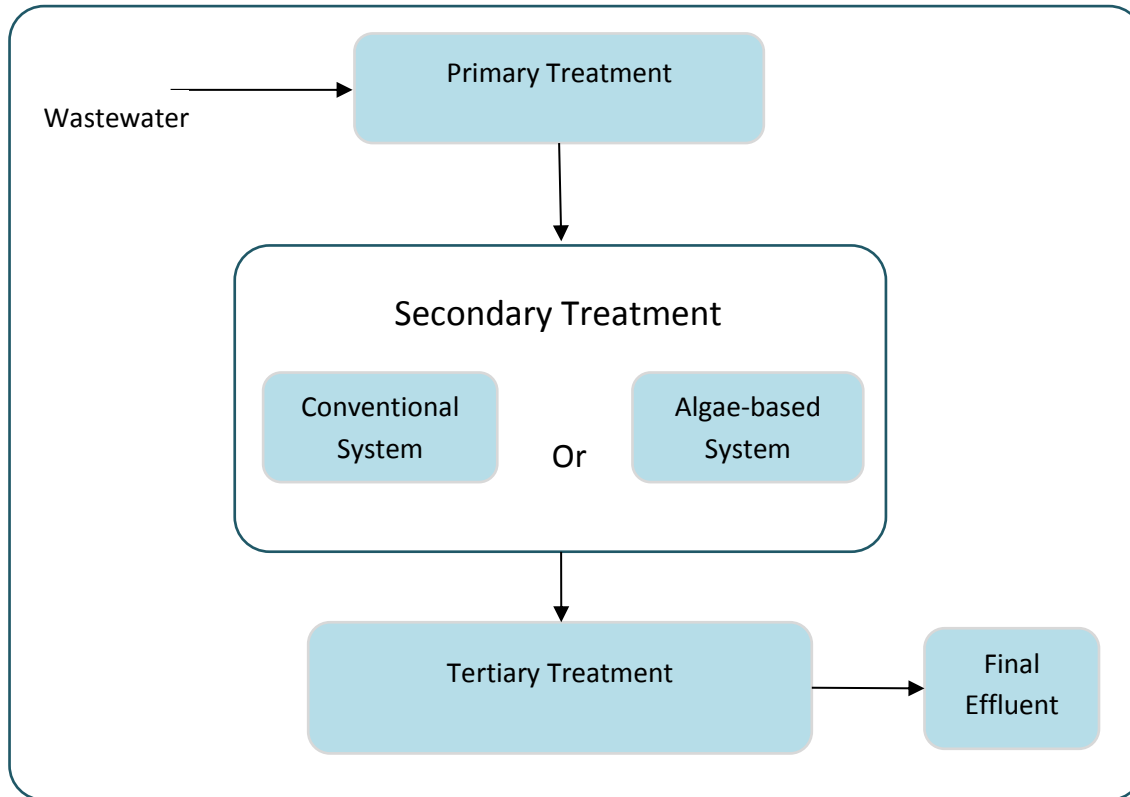 Primary Treatment
Wastewater
Secondary Treatment
Conventional
System
Or
Algae-based
System
Tertiary Treatment
Final
Effluent